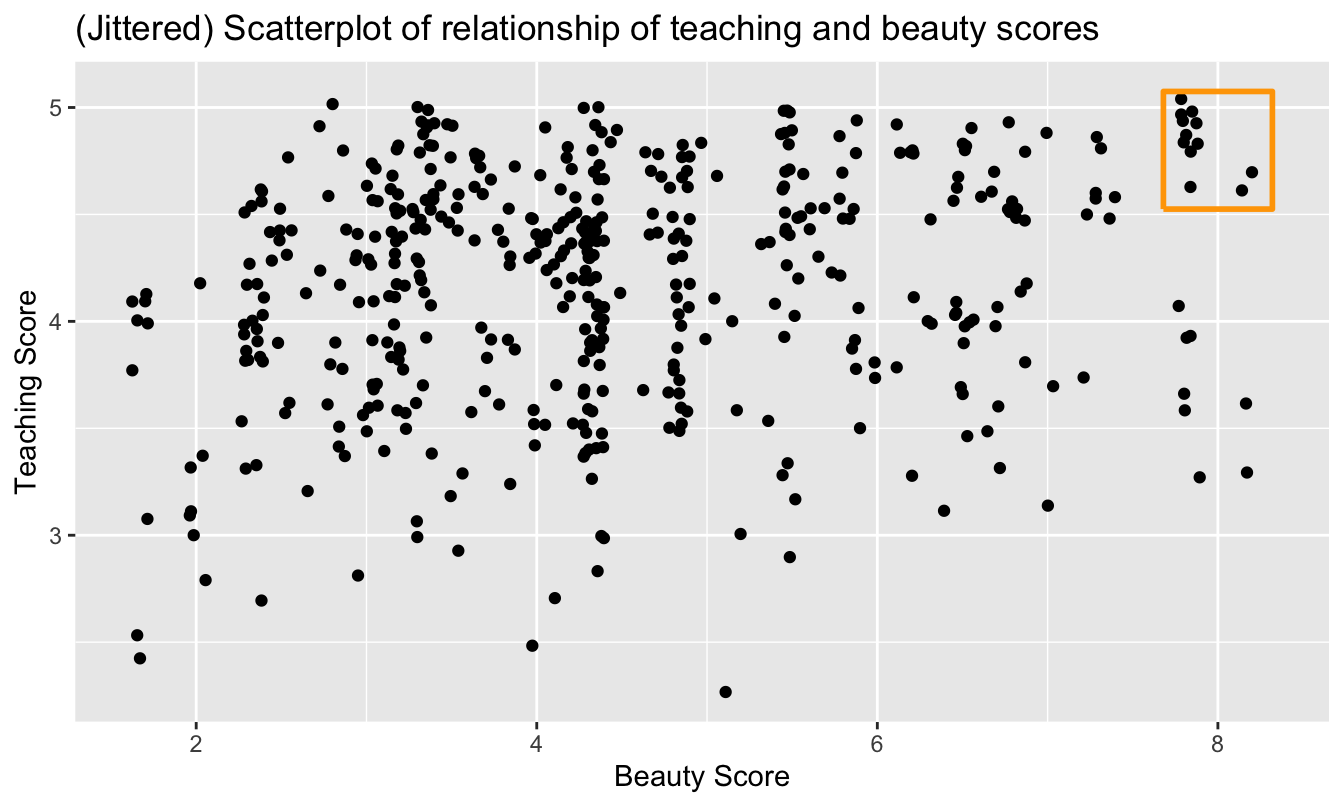 (Jittered) Scatterplot of relationship of teaching and beauty scores
5
4
3
Teaching Score
2 4 6 8
Beauty Score